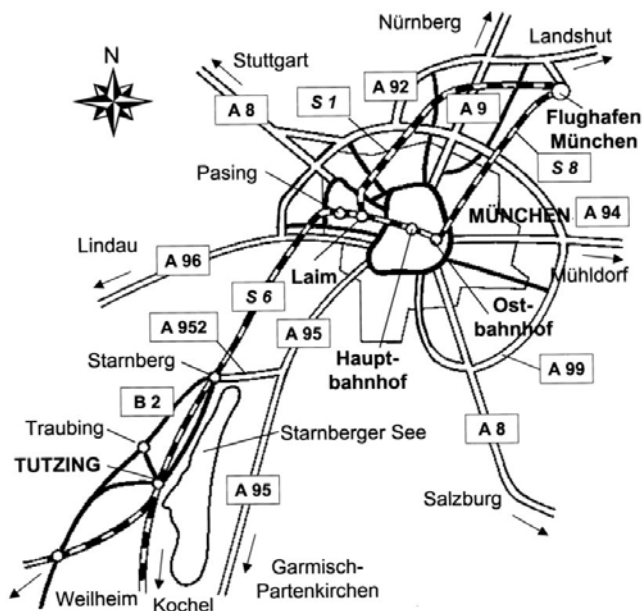 Nürnberg
Landshut
N
Stuttgart
A 92
S 1
A 9
A 8
Flughafen
München
Pasing
S 8
MÜNCHEN
A 94
Lindau
A 96
Laim
Mühldorf
S 6
Ost-
bahnhof
A 952
A 95
Haupt-
bahnhof
Starnberg
A 99
B 2
Traubing
Starnberger See
A 8
TUTZING
A 95
Salzburg
Garmisch-
Partenkirchen
Weilheim
Kochel